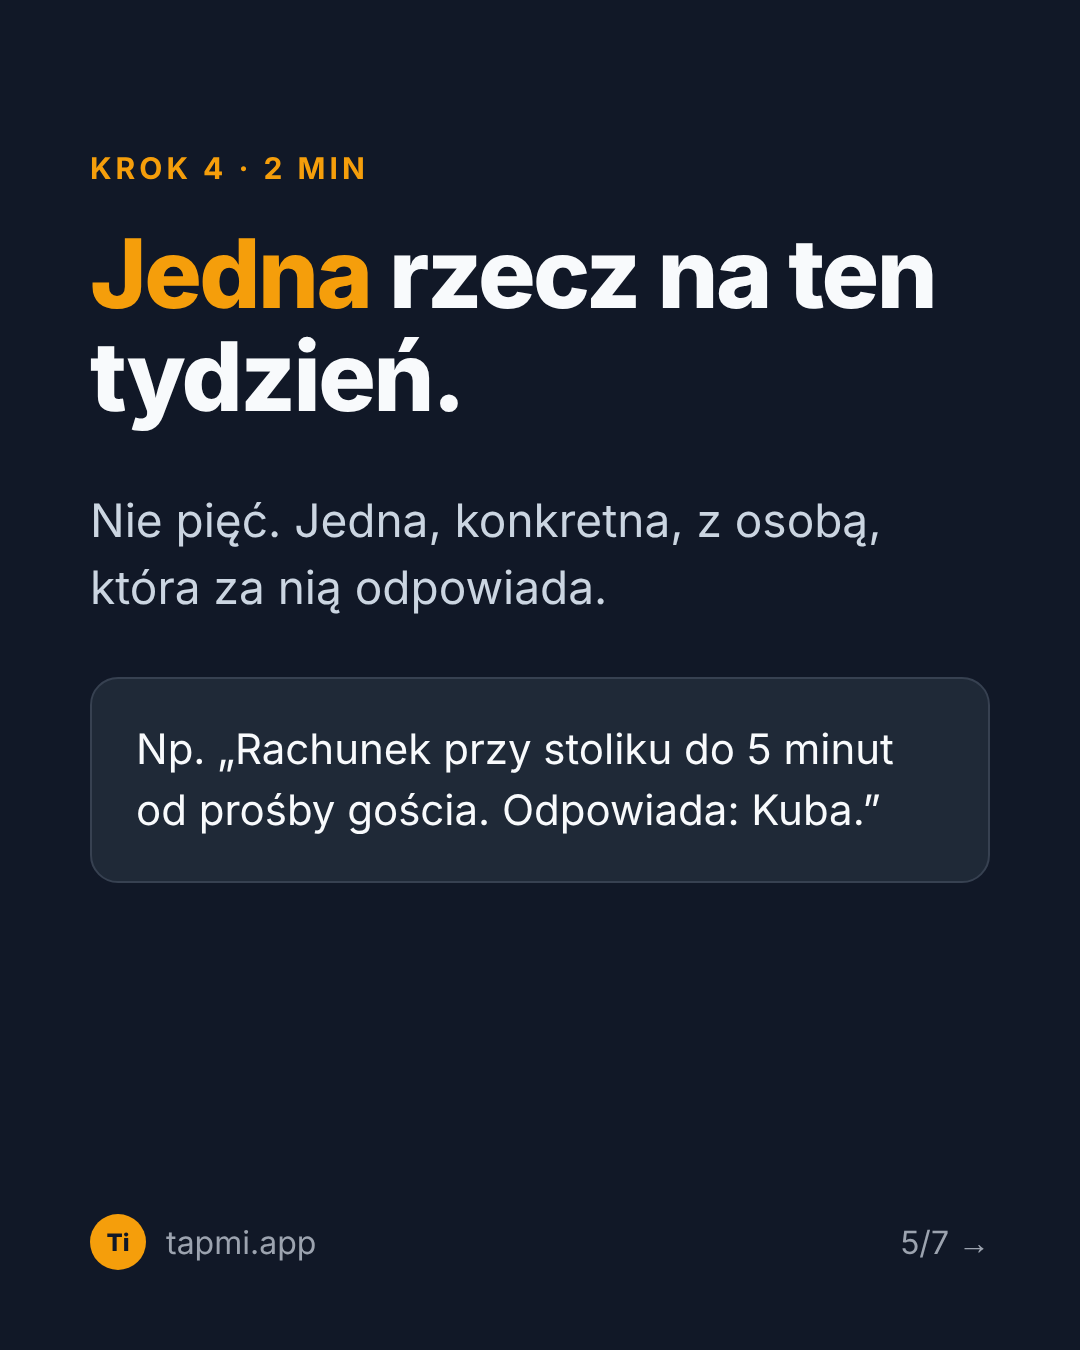 KROK 4 · 2 MIN
Jedna rzecz na ten
tydzień.
Nie pięć. Jedna, konkretna, z osobą,
która za nią odpowiada.
Np. „Rachunek przy stoliku do 5 minut
od prośby gościa. Odpowiada: Kuba.”
Ti tapmi.app
5/7 →